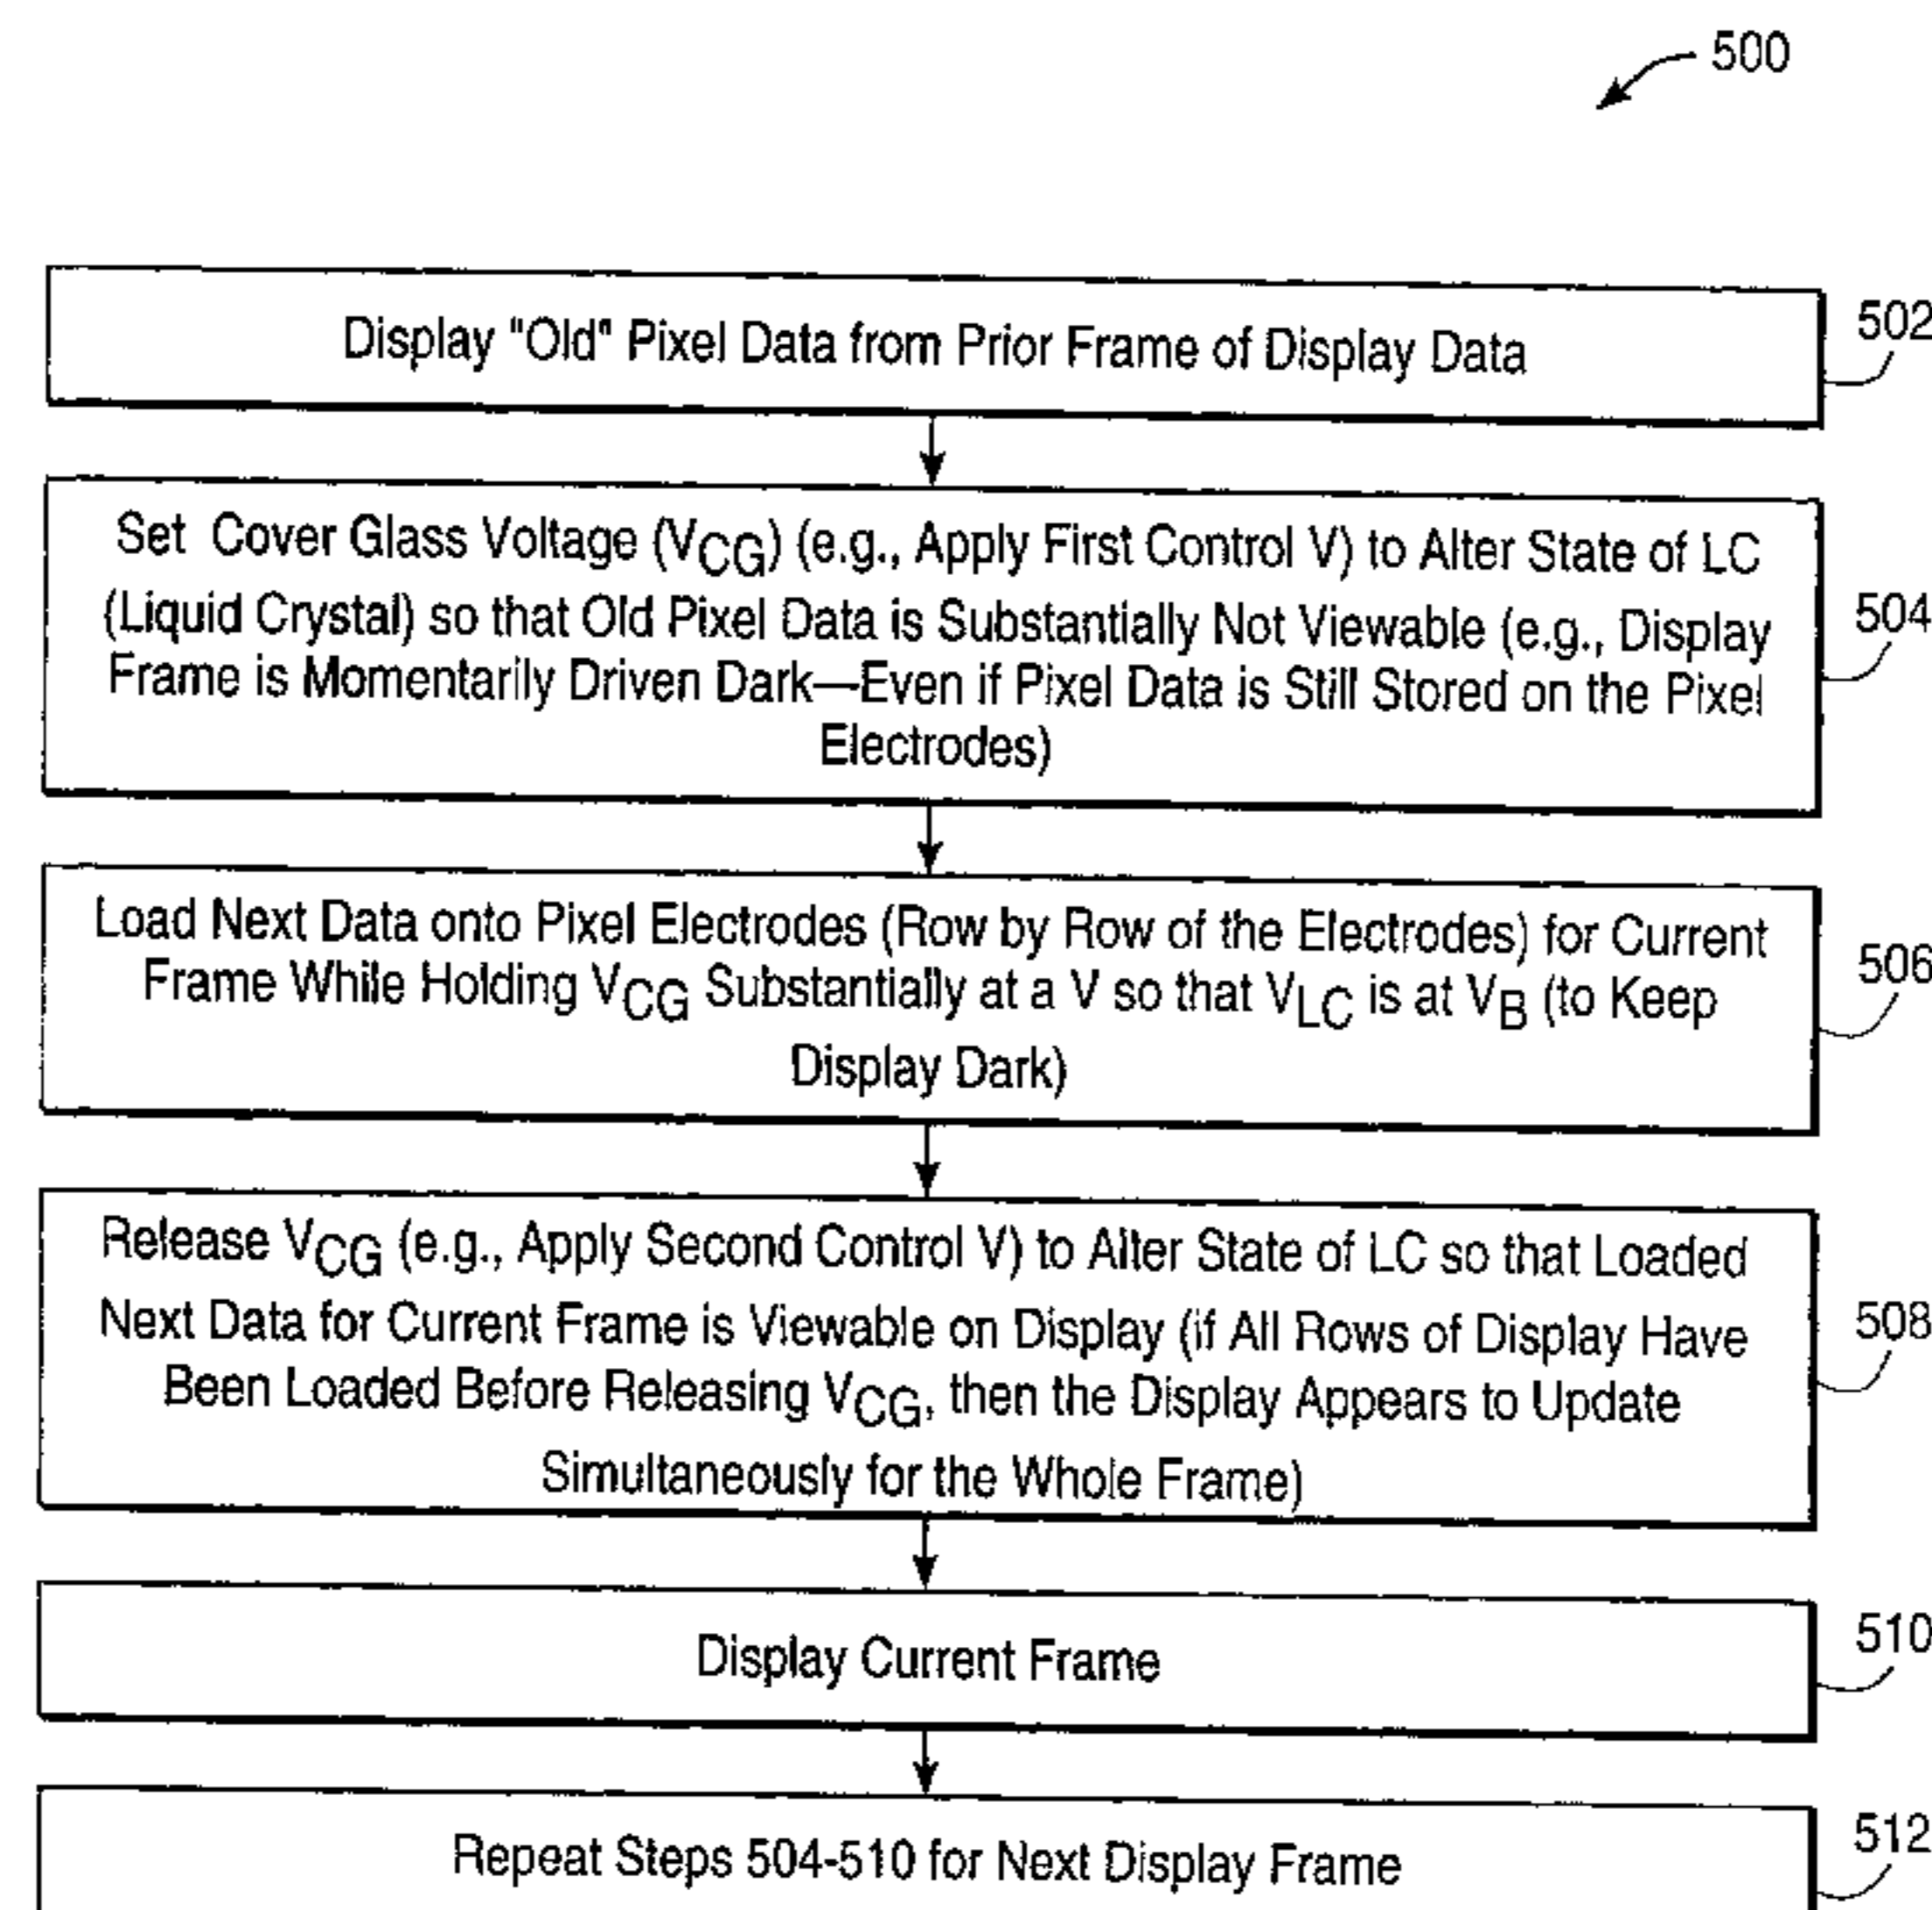 500
Display "Old" Pixel Data from Prior Frame of Display Data
502
Set Cover Glass Voltage (VCG) (e.g., Apply First Control V) to Alter State of LC
(Liquid Crystal) so that Old Pixel Data is Substantially Not Viewable (e.g., Display
Frame is Momentarily Driven Dark—Even if Pixel Data is Still Stored on the Pixel
Electrodes)
504
Load Next Data onto Pixel Electrodes (Row by Row of the Electrodes) for Current
Frame While Holding VCG Substantially at a V so that VLC is at VB (to Keep
Display Dark)
506
Release VCG (e.g., Apply Second Control V) to Alter State of LC so that Loaded
Next Data for Current Frame is Viewable on Display (if All Rows of Display Have
Been Loaded Before Releasing VCG, then the Display Appears to Update
Simultaneously for the Whole Frame)
508
Display Current Frame
510
Repeat Steps 504-510 for Next Display Frame
512